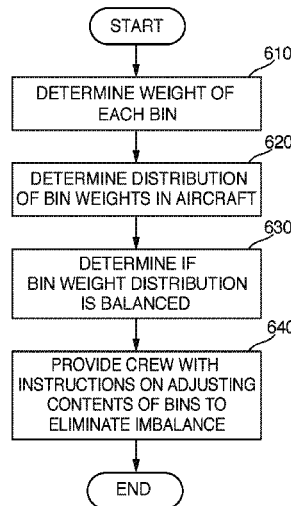 START
610
DETERMINE WEIGHT OF
EACH BIN
620
DETERMINE DISTRIBUTION
OF BIN WEIGHTS IN AIRCRAFT
630
DETERMINE IF
BIN WEIGHT DISTRIBUTION
IS BALANCED
640
PROVIDE CREW WITH
INSTRUCTIONS ON ADJUSTING
CONTENTS OF BINS TO
ELIMINATE IMBALANCE
END